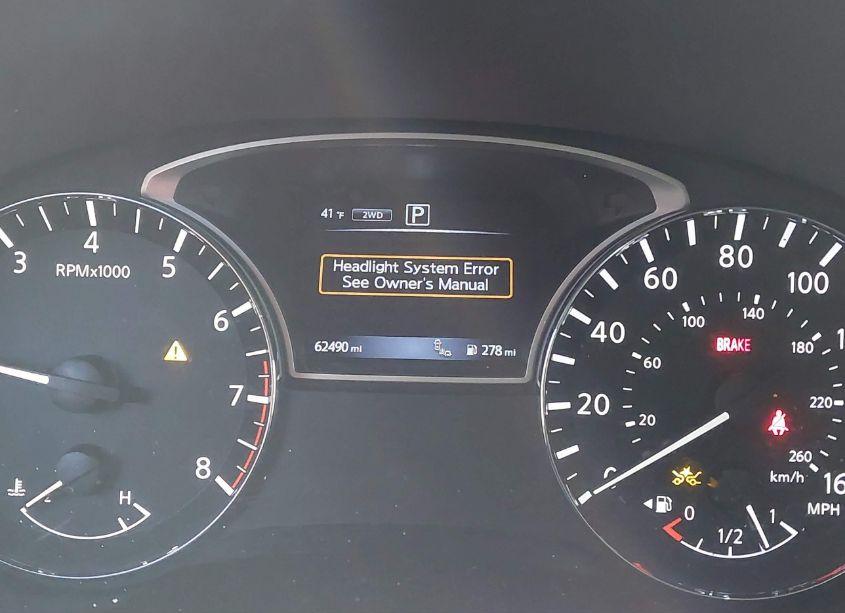 41 °F 2WD P
Headlight System Error
See Owner's Manual
62490 mi
278 mi
3
4
5
6
7
8
RPMx1000
H
20
40
60
80
100
20
60
100
140
180
220
260
km/h
MPH
BRAKE
0
1/2
1